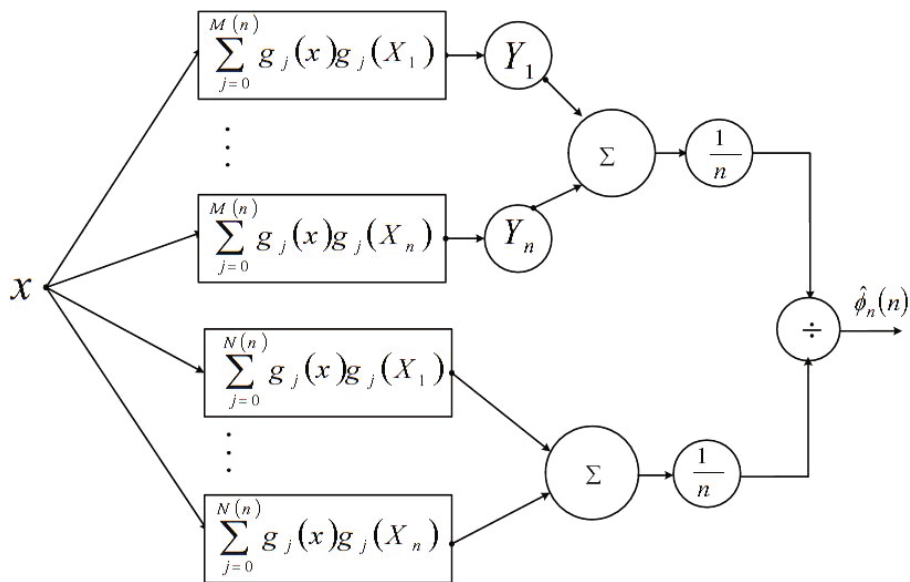 M(n)
∑ g_j(x)g_j(X_1)
j=0
Y_1
∑
1/n
M(n)
∑ g_j(x)g_j(X_n)
j=0
Y_n
x
÷
ϕ̂_n(n)
N(n)
∑ g_j(x)g_j(X_1)
j=0
∑
1/n
N(n)
∑ g_j(x)g_j(X_n)
j=0